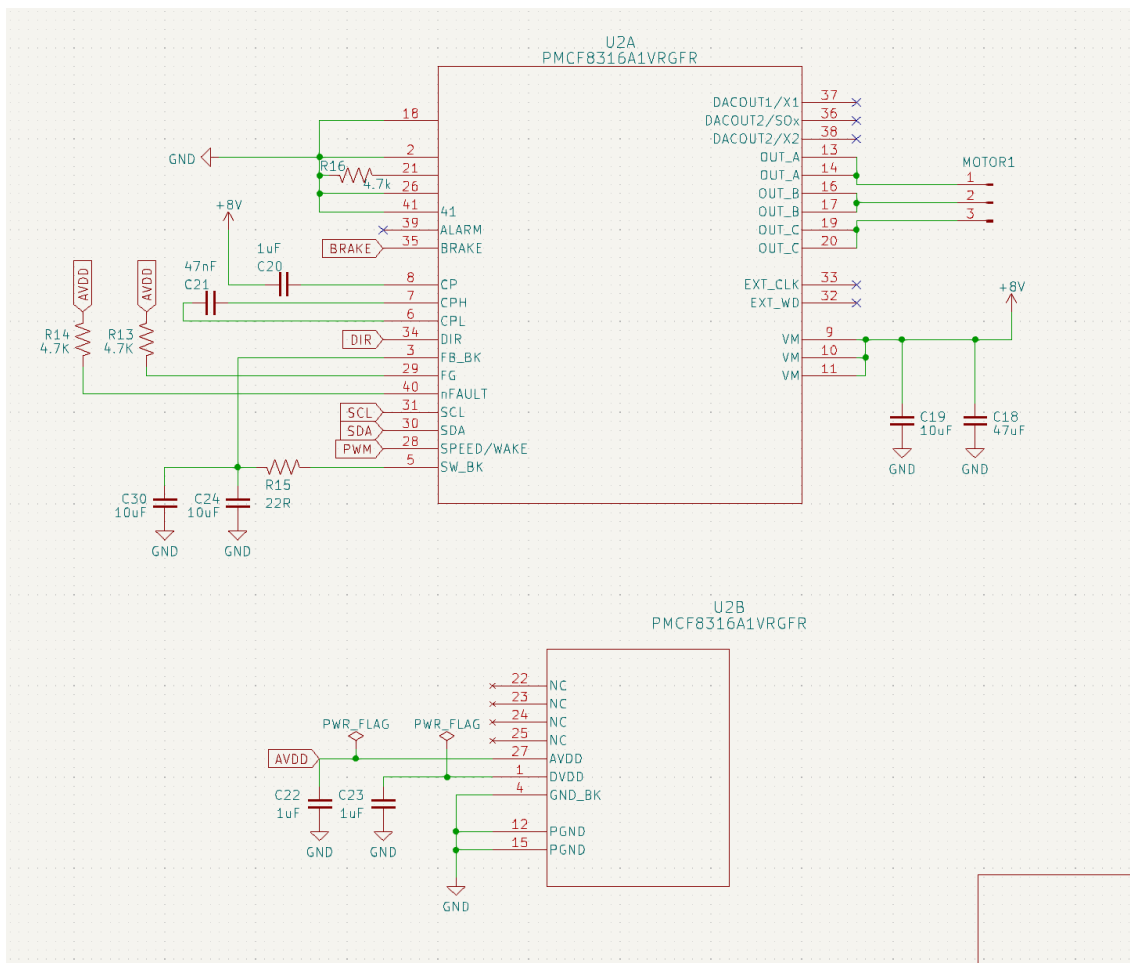 U2A
PMCF8316A1VRGFR
GND
18
2
R16
4.7k
21
26
41
41
39
ALARM
BRAKE
35
BRAKE
+8V
1uF
C20
8
CP
47nF
C21
7
CPH
6
CPL
AVDD
AVDD
R14
4.7K
R13
4.7K
DIR
34
DIR
3
FB_BK
29
FG
40
nFAULT
SCL
31
SCL
SDA
30
SDA
PWM
28
SPEED/WAKE
5
SW_BK
R15
22R
C30
10uF
C24
10uF
GND
GND
DACOUT1/X1
37
DACOUT2/SOx
36
DACOUT2/X2
38
OUT_A
13
OUT_A
14
OUT_B
16
OUT_B
17
OUT_C
19
OUT_C
20
MOTOR1
1
2
3
EXT_CLK
33
EXT_WD
32
+8V
VM
9
VM
10
VM
11
C19
10uF
C18
47uF
GND
GND
U2B
PMCF8316A1VRGFR
22
NC
23
NC
24
NC
25
NC
PWR_FLAG
PWR_FLAG
AVDD
27
AVDD
1
DVDD
4
GND_BK
C22
1uF
C23
1uF
12
PGND
15
PGND
GND
GND
GND